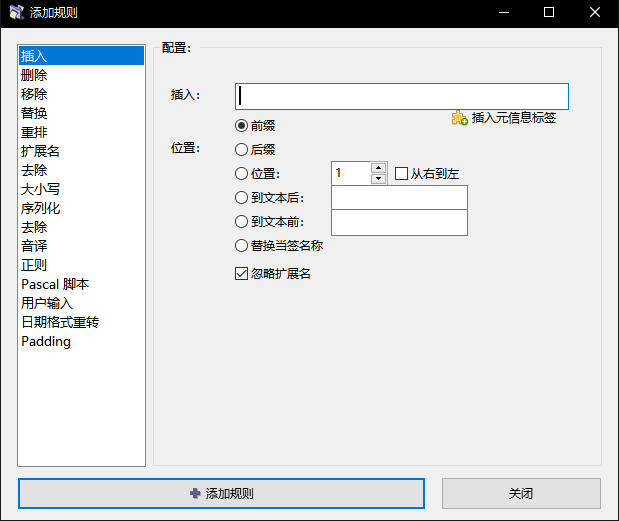 添加规则
插入
删除
移除
替换
重排
扩展名
去除
大小写
序列化
去除
音译
正则
Pascal 脚本
用户输入
日期格式重转
Padding
配置：
插入：
插入元信息标签
位置：
前缀
后缀
位置： 1 从右到左
到文本后：
到文本前：
替换当签名称
忽略扩展名
添加规则
关闭